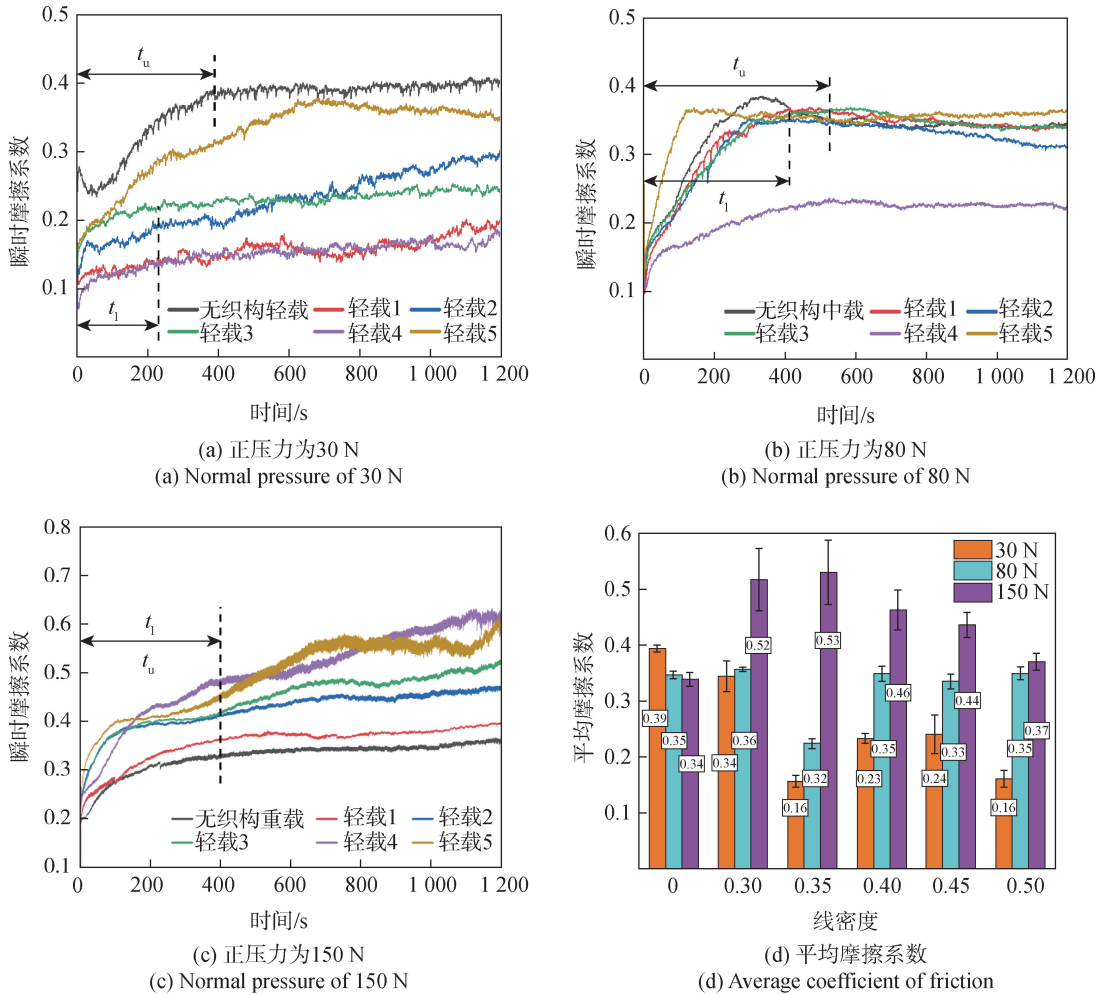 0.5
0.4
0.3
0.2
0.1
瞬时摩擦系数
tu
tl
无织构轻载 轻载1 轻载2
轻载3 轻载4 轻载5
0 200 400 600 800 1 000 1 200
时间/s
(a) 正压力为30 N
(a) Normal pressure of 30 N
0.5
0.4
0.3
0.2
0.1
瞬时摩擦系数
tu
tl
无织构中载 轻载1 轻载2
轻载3 轻载4 轻载5
0 200 400 600 800 1 000 1 200
时间/s
(b) 正压力为80 N
(b) Normal pressure of 80 N
0.8
0.7
0.6
0.5
0.4
0.3
0.2
0.1
瞬时摩擦系数
tl
tu
无织构重载 轻载1 轻载2
轻载3 轻载4 轻载5
0 200 400 600 800 1 000 1 200
时间/s
(c) 正压力为150 N
(c) Normal pressure of 150 N
0.6
0.5
0.4
0.3
0.2
0.1
平均摩擦系数
30 N
80 N
150 N
0.39 0.35 0.34
0.34 0.36 0.52
0.16 0.32 0.53
0.23 0.35 0.46
0.24 0.33 0.44
0.16 0.35 0.37
0 0.30 0.35 0.40 0.45 0.50
线密度
(d) 平均摩擦系数
(d) Average coefficient of friction